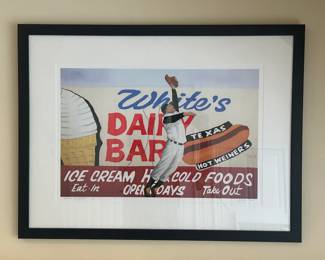 White's
DAIRY
BAR
TEXAS
HOT WEINERS
ICE CREAM H COLD FOODS
Eat In OPEN DAYS Take Out